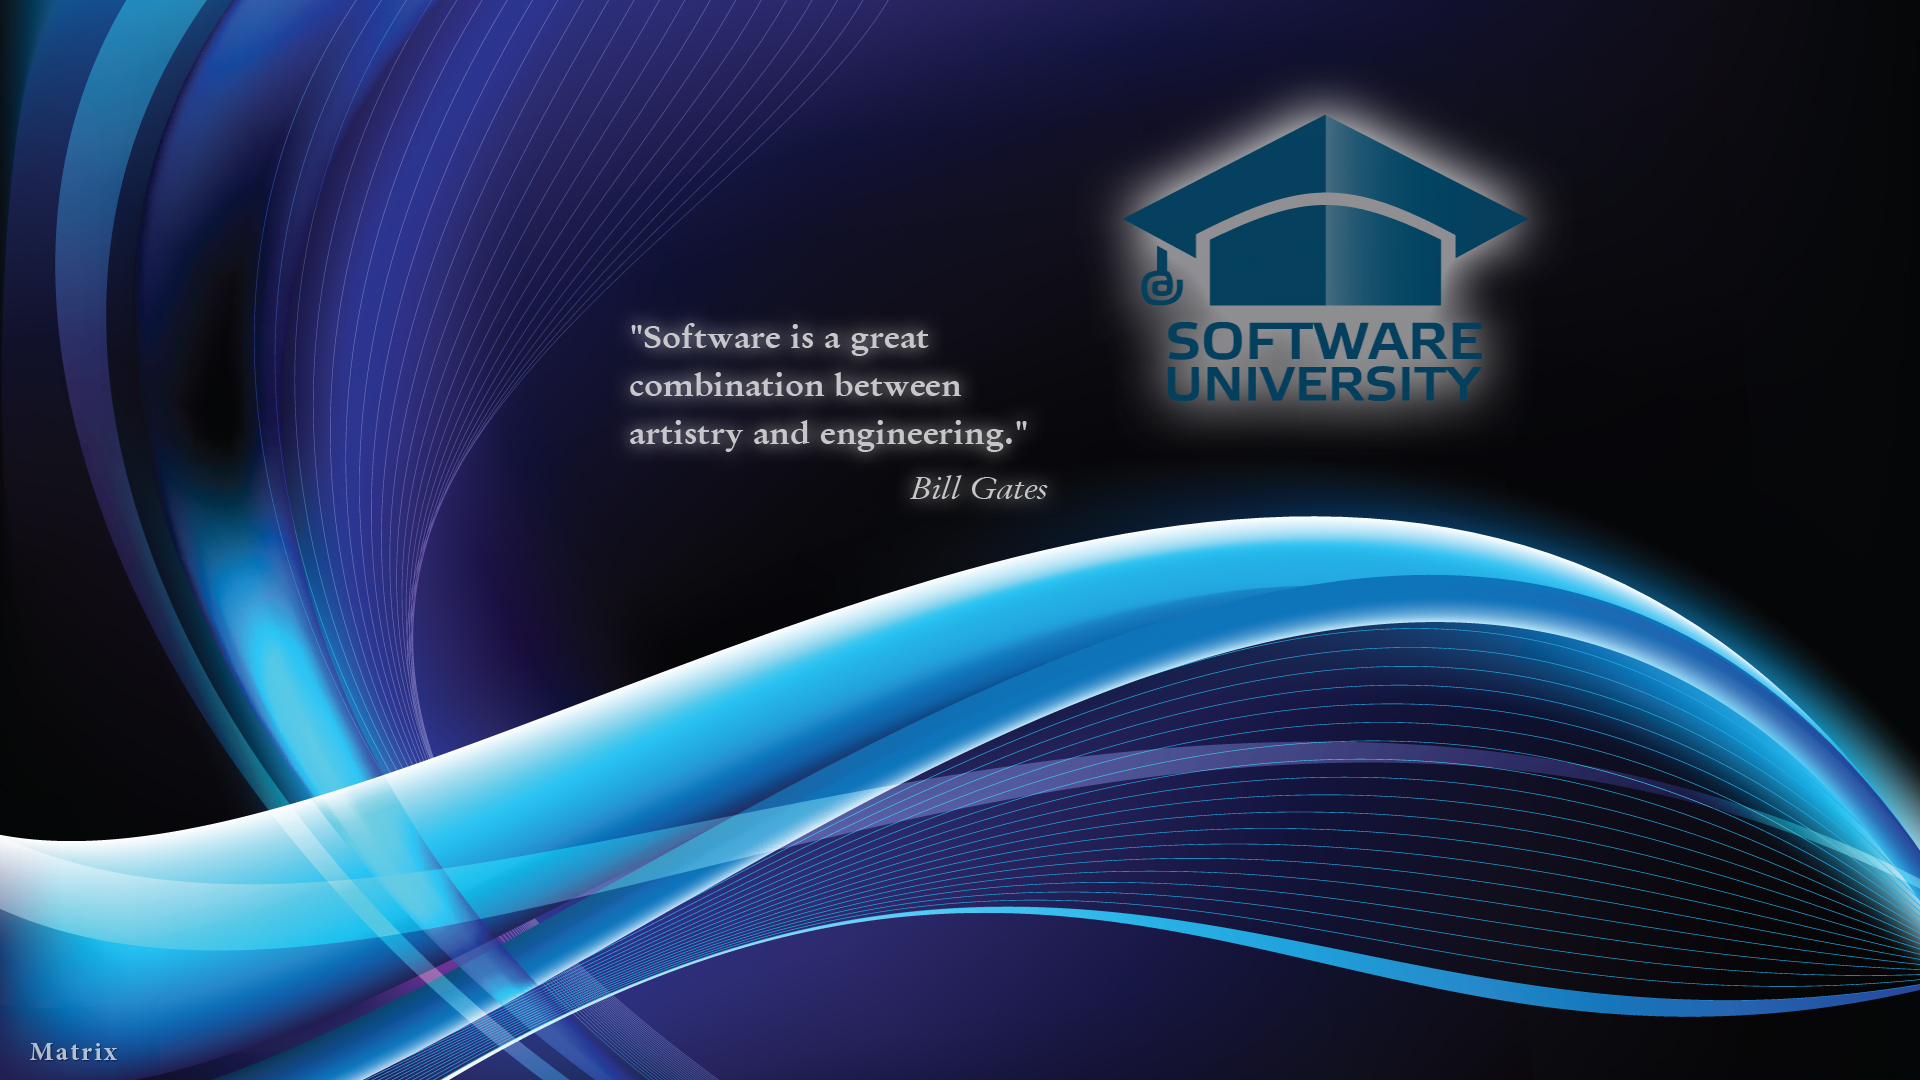 "Software is a great
combination between
artistry and engineering."
Bill Gates
SOFTWARE
UNIVERSITY
Matrix